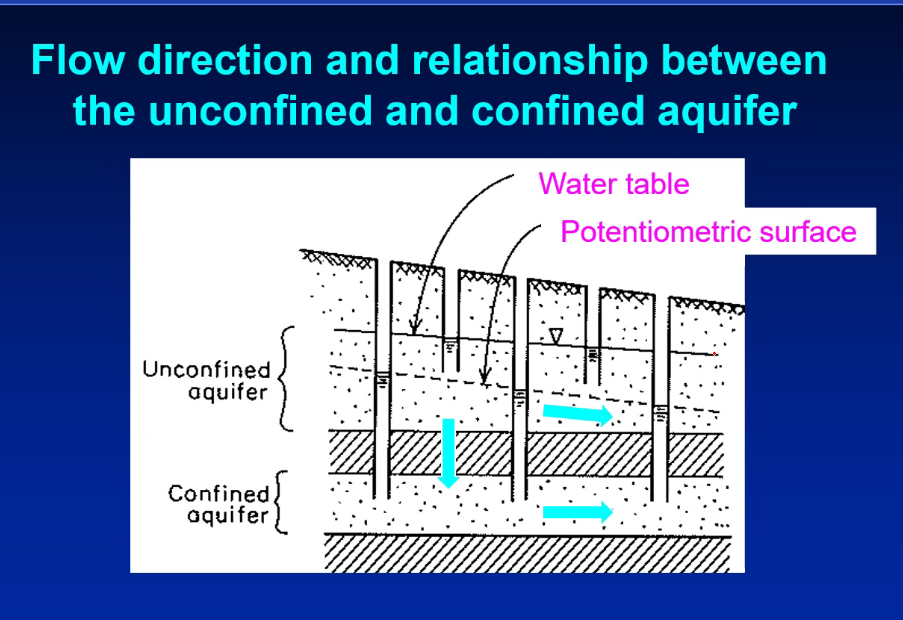 Flow direction and relationship between
the unconfined and confined aquifer
Water table
Potentiometric surface
Unconfined
aquifer
Confined
aquifer